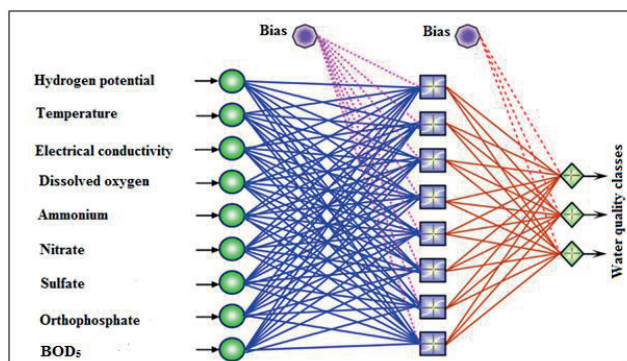 Bias
Bias
Hydrogen potential
Temperature
Electrical conductivity
Dissolved oxygen
Ammonium
Nitrate
Sulfate
Orthophosphate
BOD₅
Water quality classes